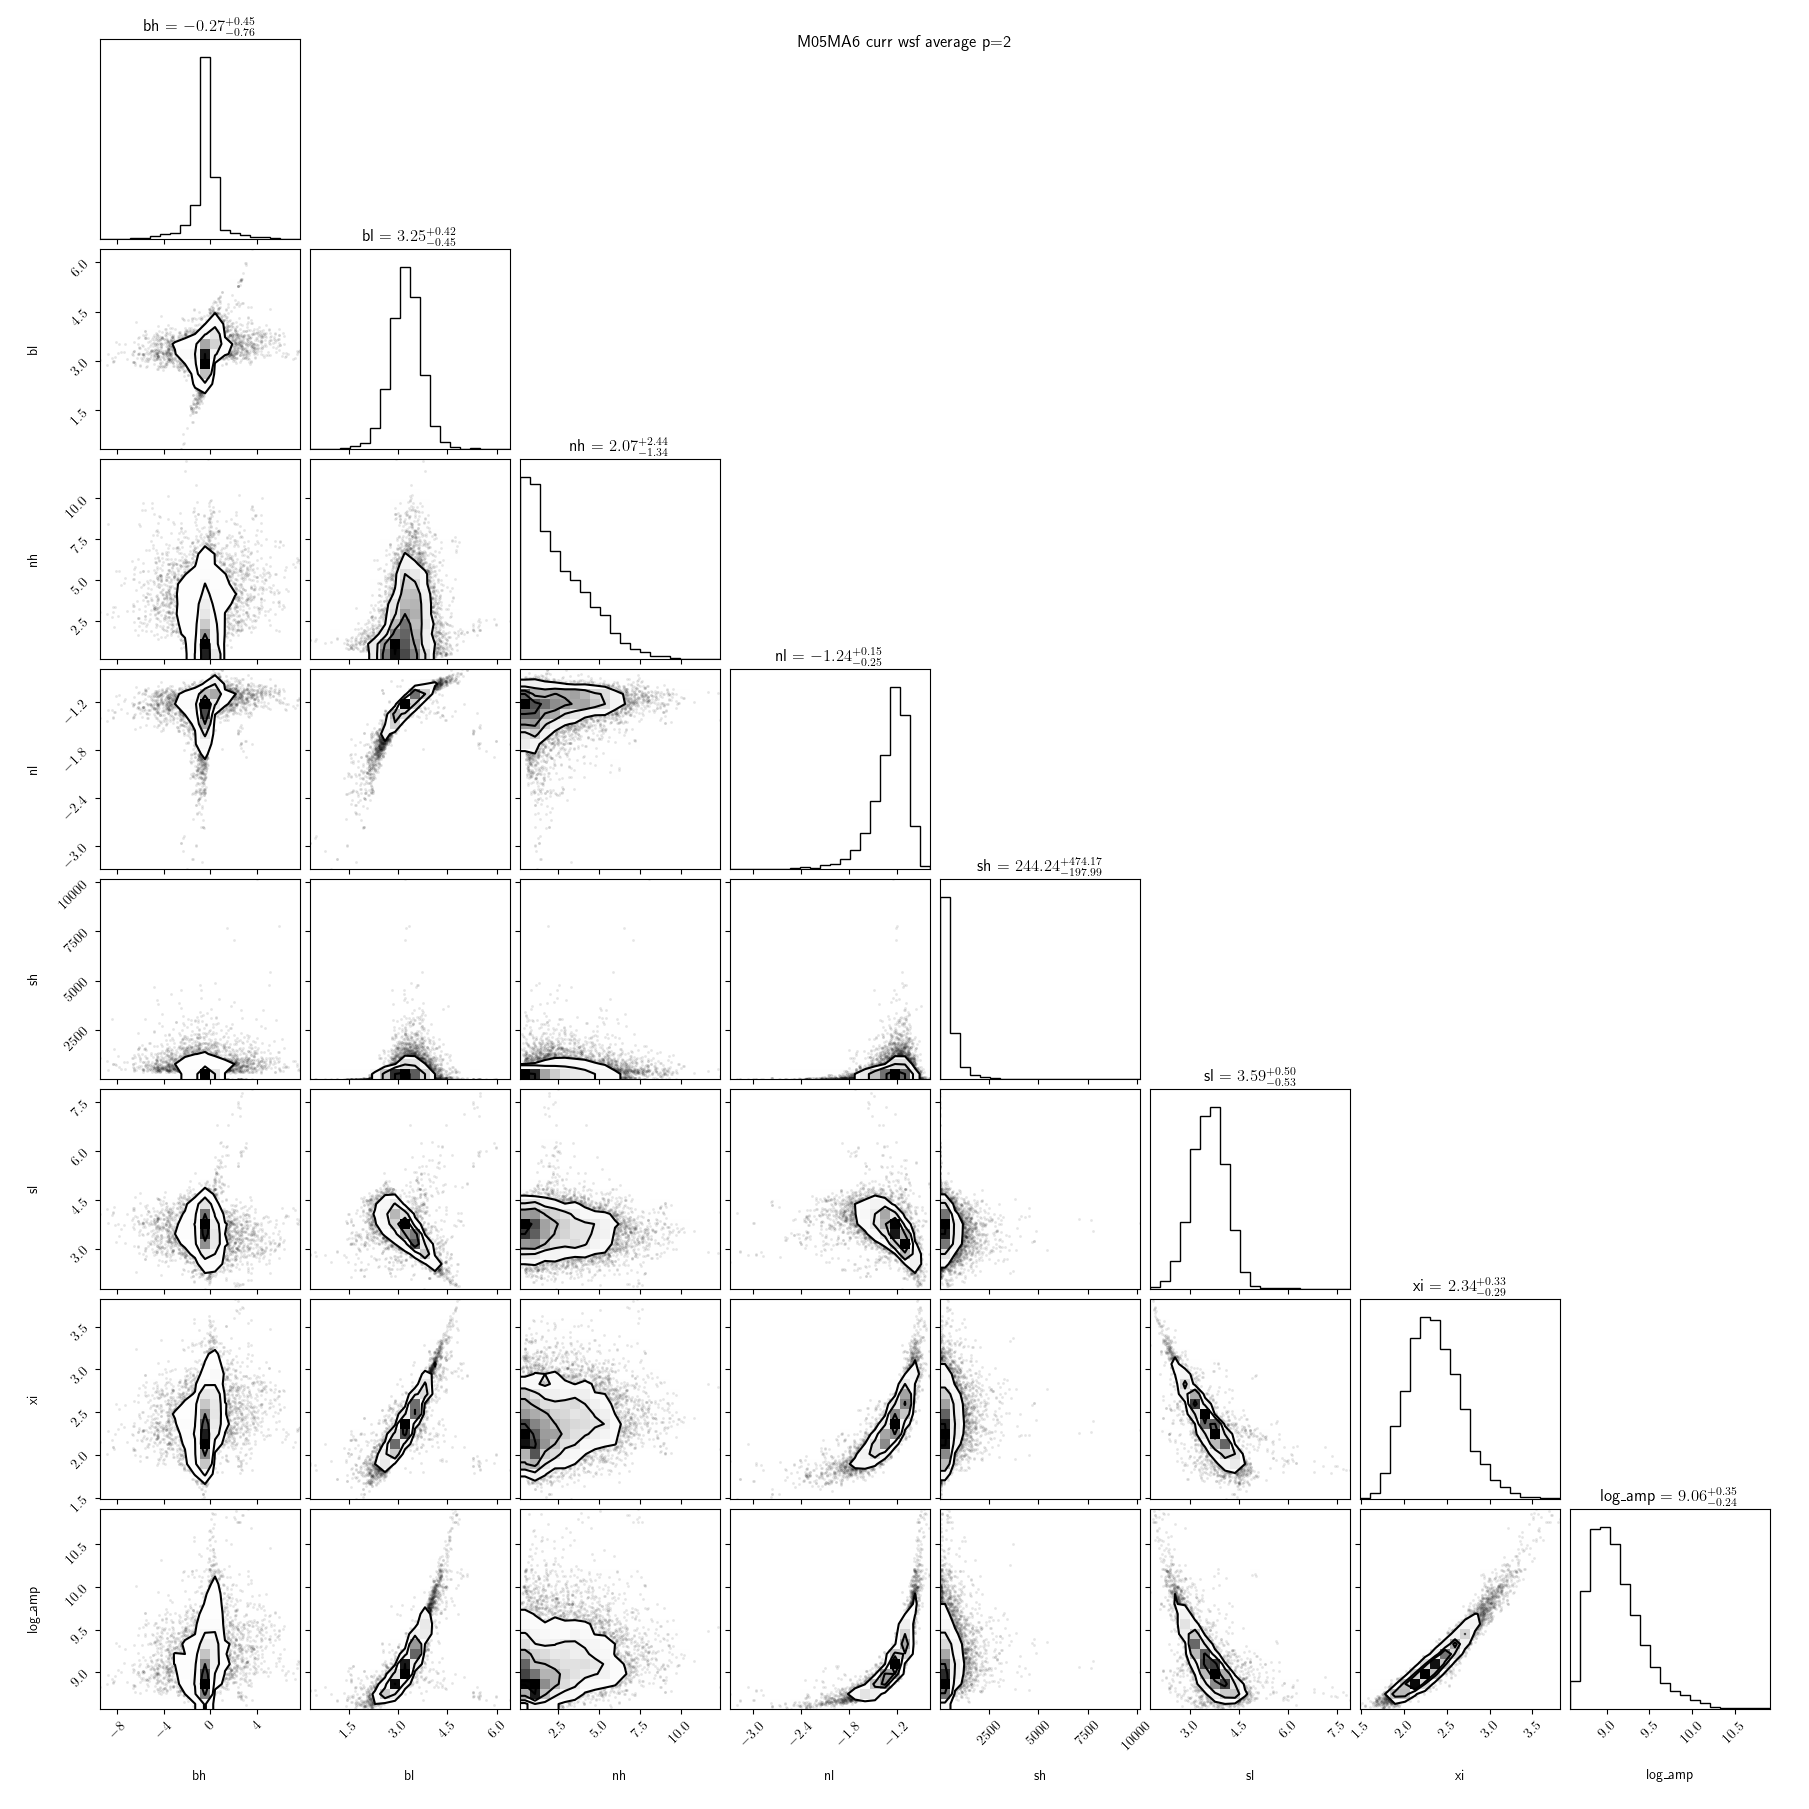 M05MA6 curr wsf average p=2
bh = −0.27 +0.45 −0.76
bl = 3.25 +0.42 −0.45
nh = 2.07 +2.44 −1.34
nl = −1.24 +0.15 −0.25
sh = 244.24 +474.17 −197.99
sl = 3.59 +0.50 −0.53
xi = 2.34 +0.33 −0.29
log_amp = 9.06 +0.35 −0.24
bl
6.0
4.5
3.0
1.5
nh
10.0
7.5
5.0
2.5
nl
−1.2
−1.8
−2.4
−3.0
sh
10000
7500
5000
2500
sl
7.5
6.0
4.5
3.0
xi
3.5
3.0
2.5
2.0
1.5
log_amp
10.5
10.0
9.5
9.0
−8 −4 0 4
1.5 3.0 4.5 6.0
2.5 5.0 7.5 10.0
−3.0 −2.4 −1.8 −1.2
2500 5000 7500 10000
3.0 4.5 6.0 7.5
1.5 2.0 2.5 3.0 3.5
9.0 9.5 10.0 10.5
bh bl nh nl sh sl xi log_amp